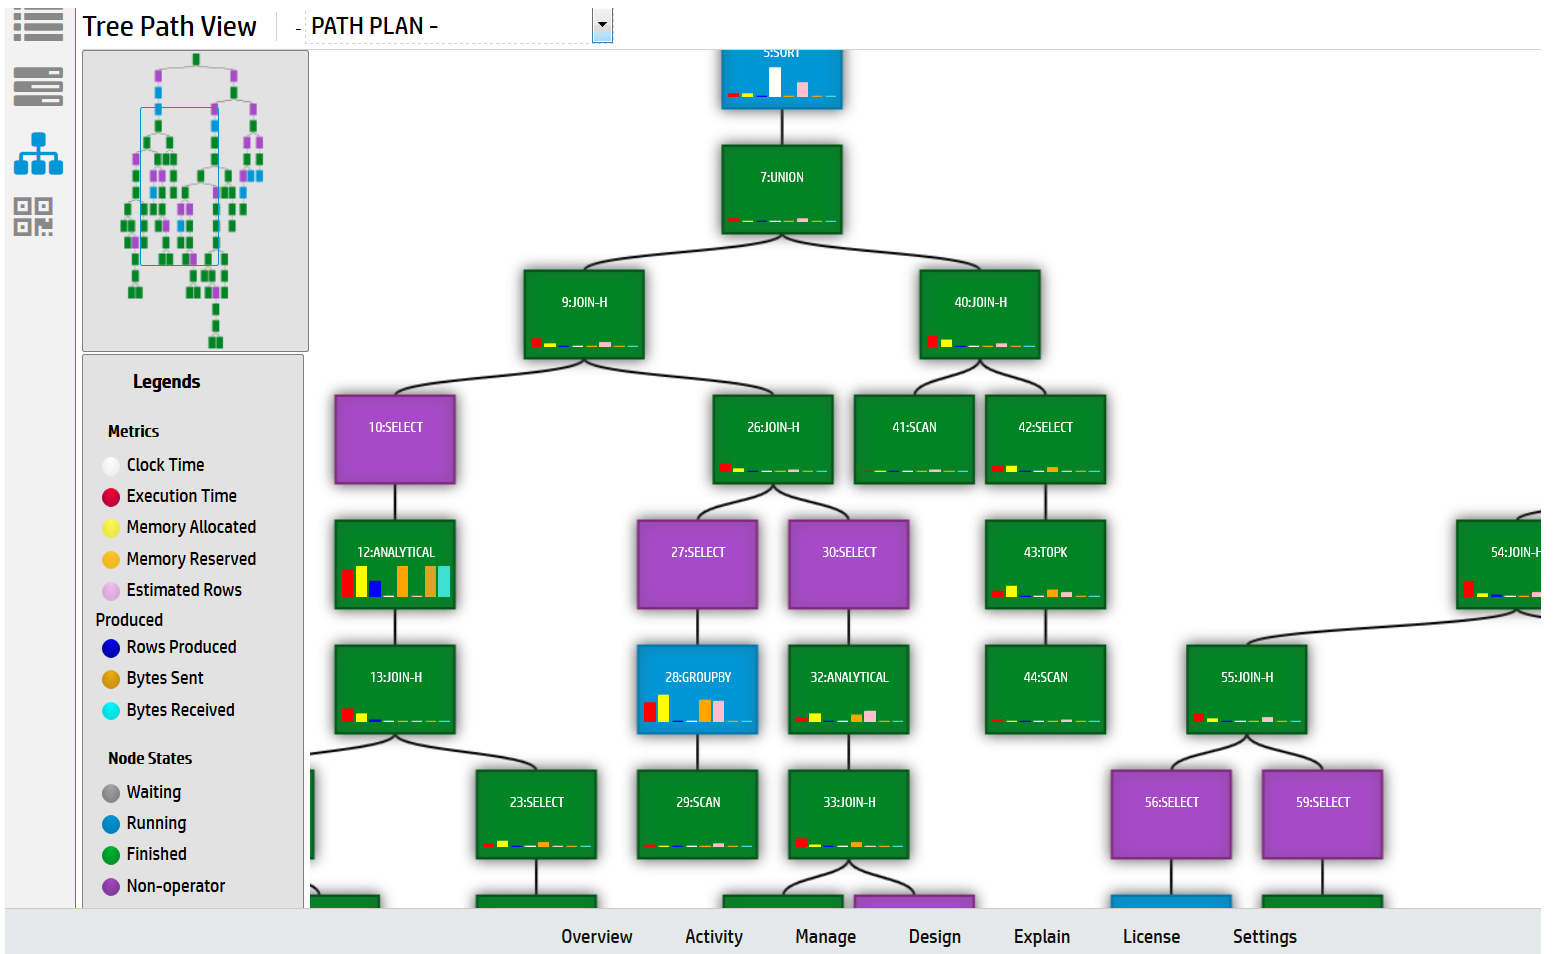 Tree Path View
- PATH PLAN -
5:SORT
7:UNION
9:JOIN-H
40:JOIN-H
10:SELECT
26:JOIN-H
41:SCAN
42:SELECT
12:ANALYTICAL
27:SELECT
30:SELECT
43:TOPK
54:JOIN-H
13:JOIN-H
28:GROUPBY
32:ANALYTICAL
44:SCAN
55:JOIN-H
23:SELECT
29:SCAN
33:JOIN-H
56:SELECT
59:SELECT
Legends
Metrics
Clock Time
Execution Time
Memory Allocated
Memory Reserved
Estimated Rows
Produced
Rows Produced
Bytes Sent
Bytes Received
Node States
Waiting
Running
Finished
Non-operator
Overview Activity Manage Design Explain License Settings